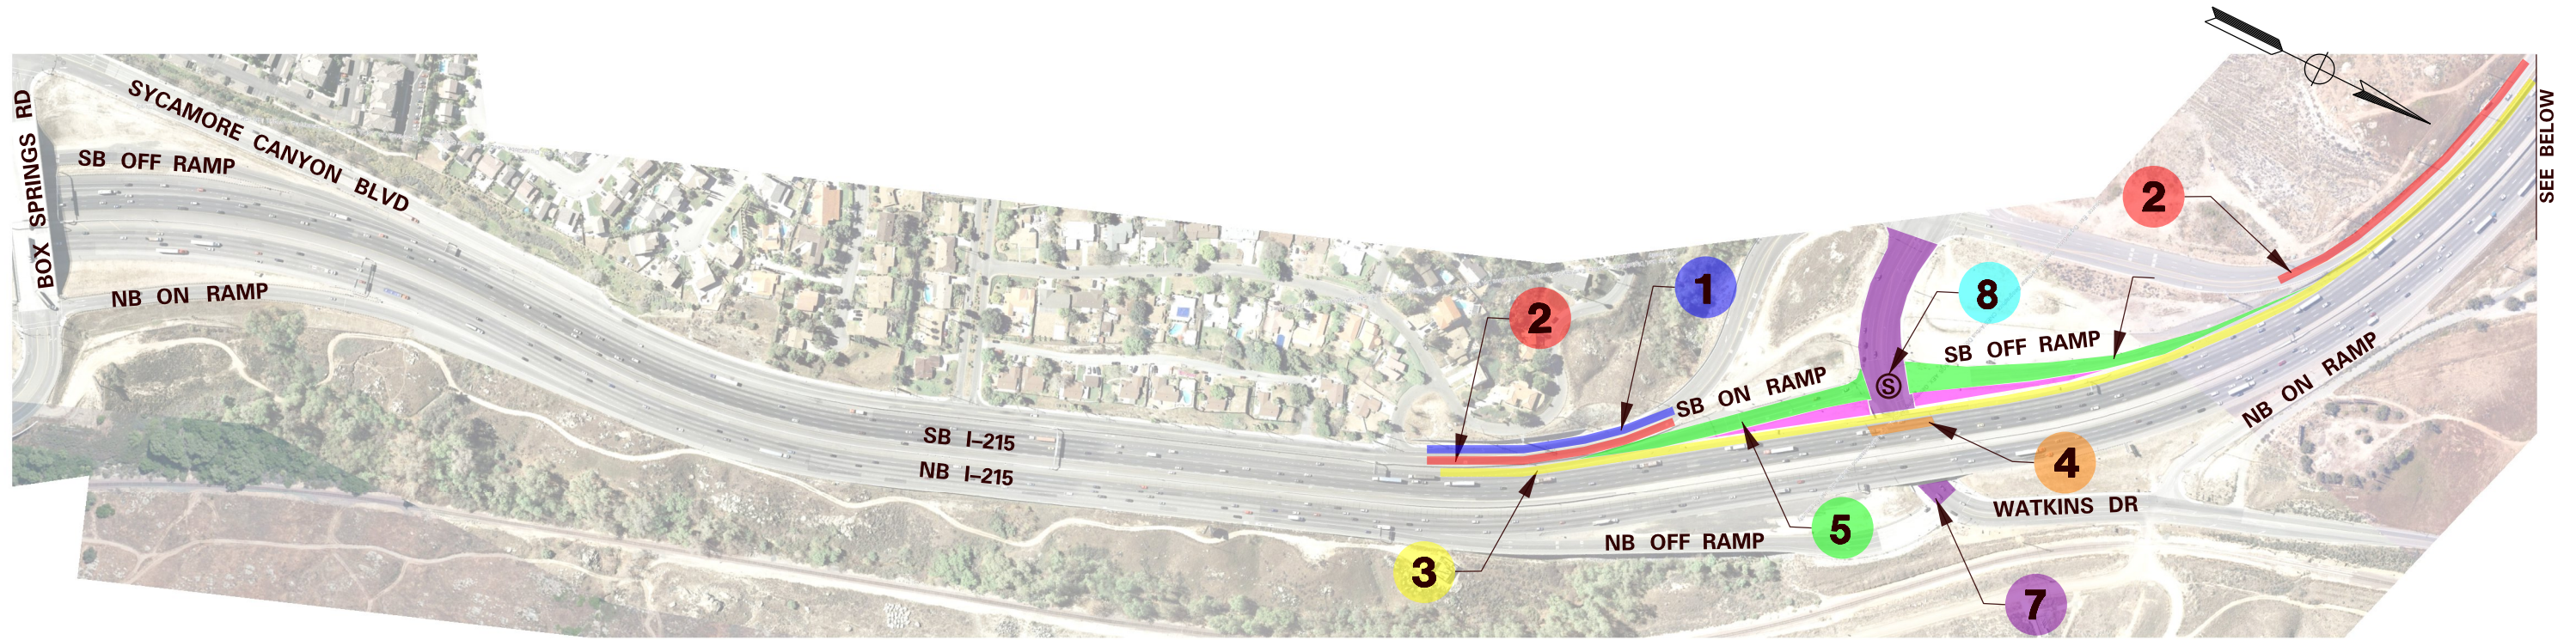 BOX SPRINGS RD
SYCAMORE CANYON BLVD
SB OFF RAMP
NB ON RAMP
SB I–215
NB I–215
2
1
SB ON RAMP
8
S
SB OFF RAMP
2
SEE BELOW
NB ON RAMP
4
5
3
NB OFF RAMP
WATKINS DR
7